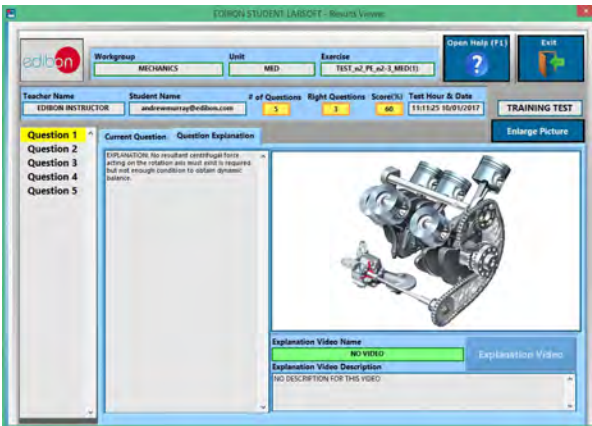 EDIBON STUDENT LABSOFT - Results Viewer
edibon
Workgroup
MECHANICS
Unit
MED
Exercise
TEST_n2_PE_n2-3_MED(1)
Open Help (F1)
?
Exit
Teacher Name
EDIBON INSTRUCTOR
Student Name
andrewmurray@edibon.com
# of Questions
5
Right Questions
3
Score(%)
60
Test Hour & Date
11:11:25 10/01/2017
TRAINING TEST
Enlarge Picture
Question 1
Question 2
Question 3
Question 4
Question 5
Current Question
Question Explanation
EXPLANATION: No resultant centrifugal force
acting on the rotation axis must exist is required
but not enough condition to obtain dynamic
balance.
Explanation Video Name
NO VIDEO
Explanation Video
Explanation Video Description
NO DESCRIPTION FOR THIS VIDEO